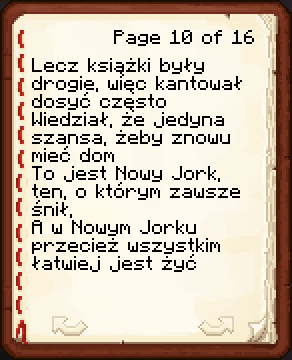 Page 10 of 16
Lecz książki były
drogie, więc kantował
dosyć często
Wiedział, że jedyna
szansa, żeby znowu
mieć dom
To jest Nowy Jork,
ten, o którym zawsze
śnił,
A w Nowym Jorku
przecież wszystkim
łatwiej jest żyć